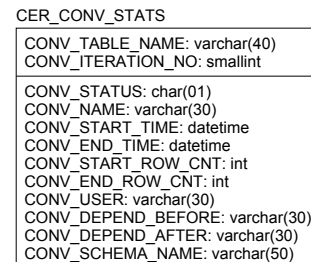 CER_CONV_STATS
CONV_TABLE_NAME: varchar(40)
CONV_ITERATION_NO: smallint
CONV_STATUS: char(01)
CONV_NAME: varchar(30)
CONV_START_TIME: datetime
CONV_END_TIME: datetime
CONV_START_ROW_CNT: int
CONV_END_ROW_CNT: int
CONV_USER: varchar(30)
CONV_DEPEND_BEFORE: varchar(30)
CONV_DEPEND_AFTER: varchar(30)
CONV_SCHEMA_NAME: varchar(50)